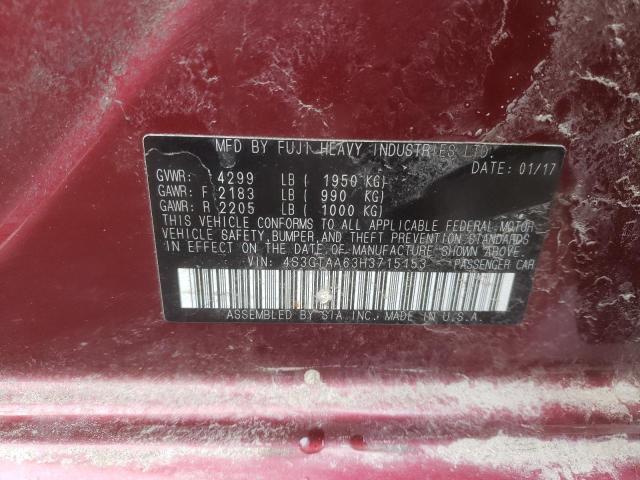 MFD BY FUJI HEAVY INDUSTRIES LTD.
DATE: 01/17
GVWR: 4299 LB ( 1950 KG)
GAWR: F 2183 LB ( 990 KG)
GAWR: R 2205 LB ( 1000 KG)
THIS VEHICLE CONFORMS TO ALL APPLICABLE FEDERAL MOTOR
VEHICLE SAFETY, BUMPER, AND THEFT PREVENTION STANDARDS
IN EFFECT ON THE DATE OF MANUFACTURE SHOWN ABOVE.
VIN: 4S3GTAA63H3715153 PASSENGER CAR
ASSEMBLED BY SIA INC. MADE IN U.S.A.